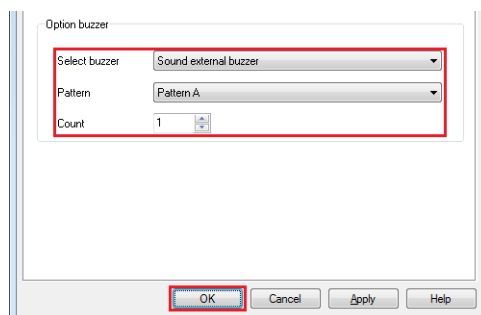 Option buzzer
Select buzzer Sound external buzzer
Pattern Pattern A
Count 1
OK Cancel Apply Help